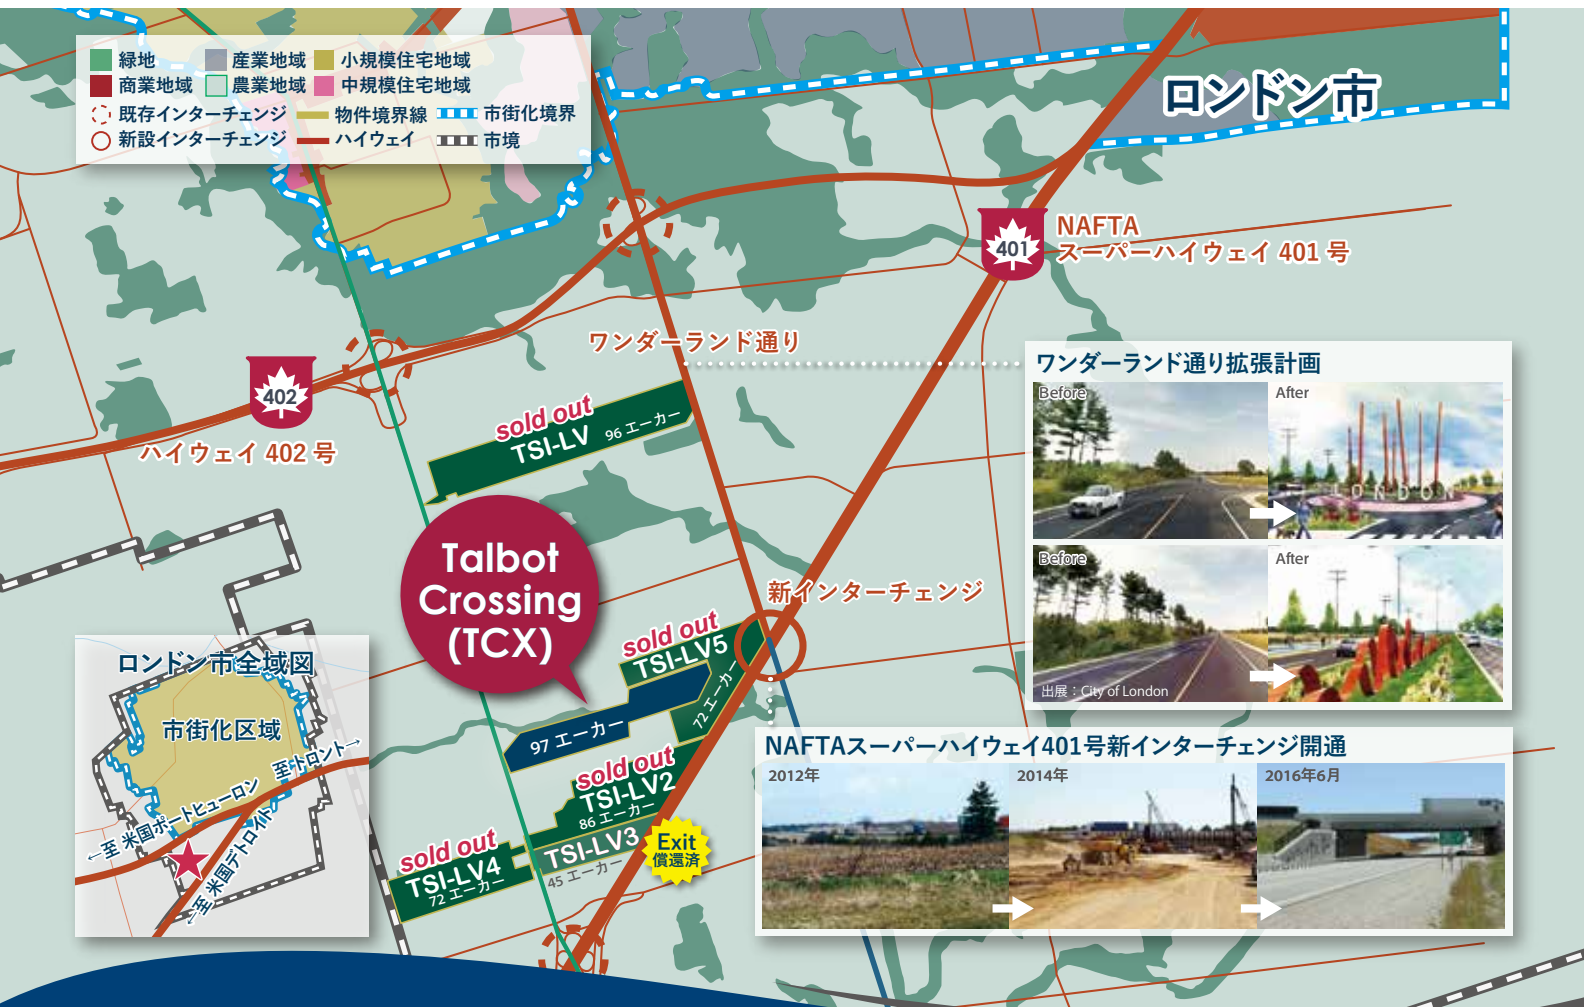 緑地
産業地域
小規模住宅地域
商業地域
農業地域
中規模住宅地域
既存インターチェンジ
物件境界線
市街化境界
新設インターチェンジ
ハイウェイ
市境
ロンドン市
401
NAFTA
スーパーハイウェイ 401 号
ワンダーランド通り
402
ハイウェイ 402 号
sold out
TSI-LV 96 エーカー
ワンダーランド通り拡張計画
Before
After
LONDON
Before
After
出展：City of London
Talbot
Crossing
(TCX)
新インターチェンジ
sold out
TSI-LV5
72 エーカー
97 エーカー
sold out
TSI-LV2
86 エーカー
TSI-LV3
45 エーカー
Exit
償還済
sold out
TSI-LV4
72 エーカー
ロンドン市全域図
市街化区域
至トロント→
←至 米国ポートヒューロン
←至 米国デトロイト
NAFTAスーパーハイウェイ401号新インターチェンジ開通
2012年
2014年
2016年6月